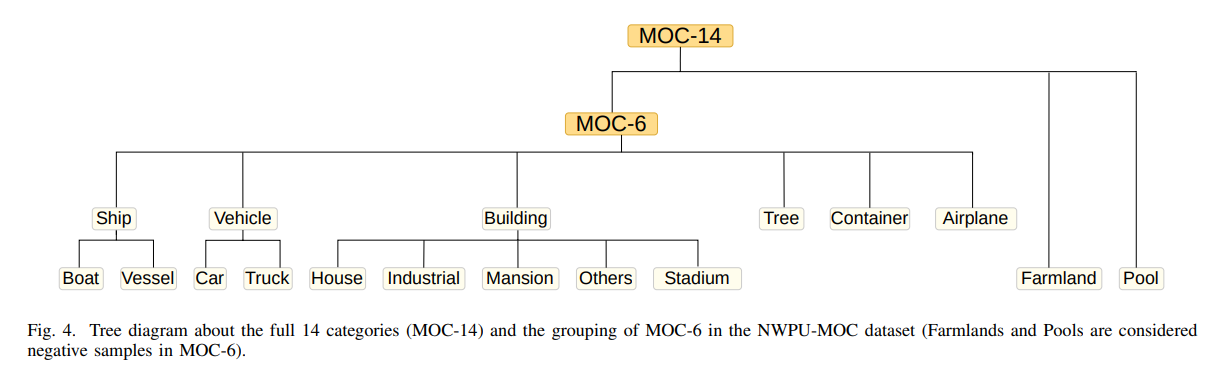 MOC-14
MOC-6
Ship Vehicle Building Tree Container Airplane
Boat Vessel Car Truck House Industrial Mansion Others Stadium Farmland Pool
Fig. 4. Tree diagram about the full 14 categories (MOC-14) and the grouping of MOC-6 in the NWPU-MOC dataset (Farmlands and Pools are considered
negative samples in MOC-6).